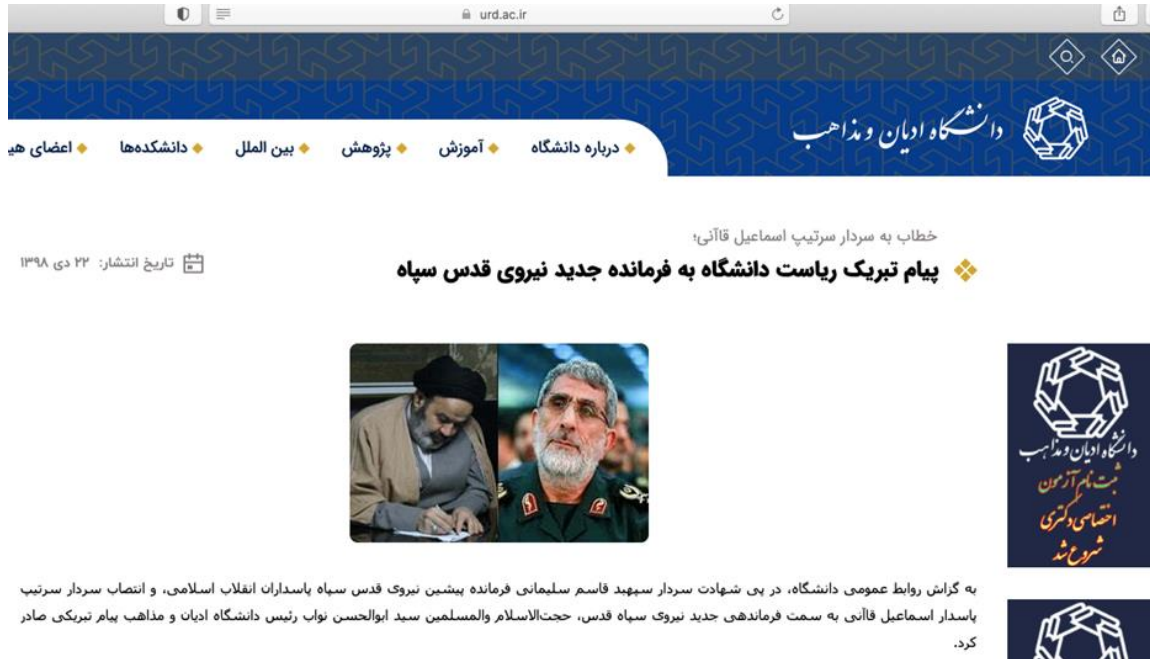 urd.ac.ir
دانشگاه ادیان و مذاهب
درباره دانشگاه آموزش پژوهش بین الملل دانشکده‌ها اعضای هی
خطاب به سردار سرتیپ اسماعیل قاآنی؛
پیام تبریک ریاست دانشگاه به فرمانده جدید نیروی قدس سپاه
تاریخ انتشار: ۲۲ دی ۱۳۹۸
دانشگاه ادیان و مذاهب
ثبت نام آزمون
اختصاصی دکتری
شروع شد
به گزاش روابط عمومی دانشگاه، در پی شهادت سردار سپهبد قاسم سلیمانی فرمانده پیشین نیروی قدس سپاه پاسداران انقلاب اسلامی، و انتصاب سردار سرتیپ
پاسدار اسماعیل قاآنی به سمت فرماندهی جدید نیروی سپاه قدس، حجت‌الاسلام والمسلمین سید ابوالحسن نواب رئیس دانشگاه ادیان و مذاهب پیام تبریکی صادر
کرد.